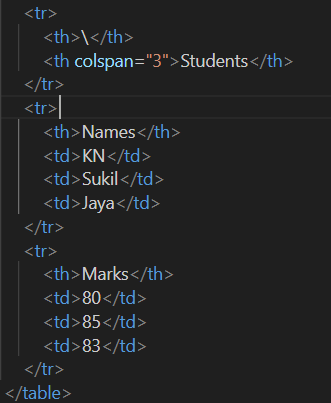 <tr>
<th>\</th>
<th colspan="3">Students</th>
</tr>
<tr>
<th>Names</th>
<td>KN</td>
<td>Sukil</td>
<td>Jaya</td>
</tr>
<tr>
<th>Marks</th>
<td>80</td>
<td>85</td>
<td>83</td>
</tr>
</table>